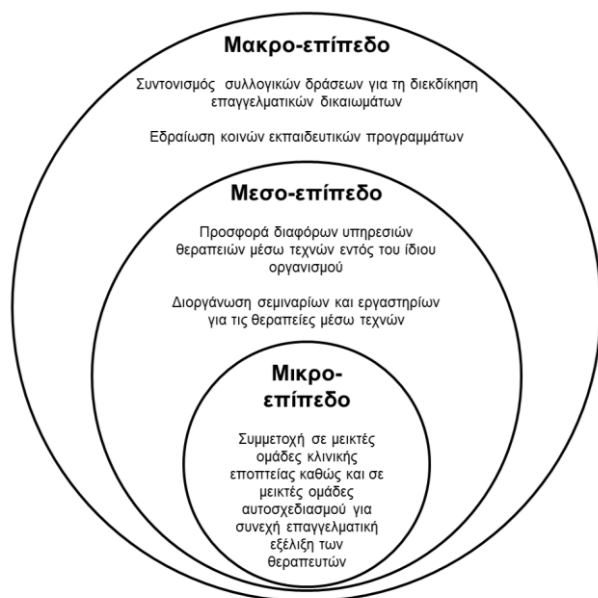 Μακρο-επίπεδο
Συντονισμός συλλογικών δράσεων για τη διεκδίκηση
επαγγελματικών δικαιωμάτων
Εδραίωση κοινών εκπαιδευτικών προγραμμάτων
Μεσο-επίπεδο
Προσφορά διαφόρων υπηρεσιών
θεραπειών μέσω τεχνών εντός του ίδιου
οργανισμού
Διοργάνωση σεμιναρίων και εργαστηρίων
για τις θεραπείες μέσω τεχνών
Μικρο-
επίπεδο
Συμμετοχή σε μεικτές
ομάδες κλινικής
εποπτείας καθώς και σε
μεικτές ομάδες
αυτοσχεδιασμού για
συνεχή επαγγελματική
εξέλιξη των
θεραπευτών